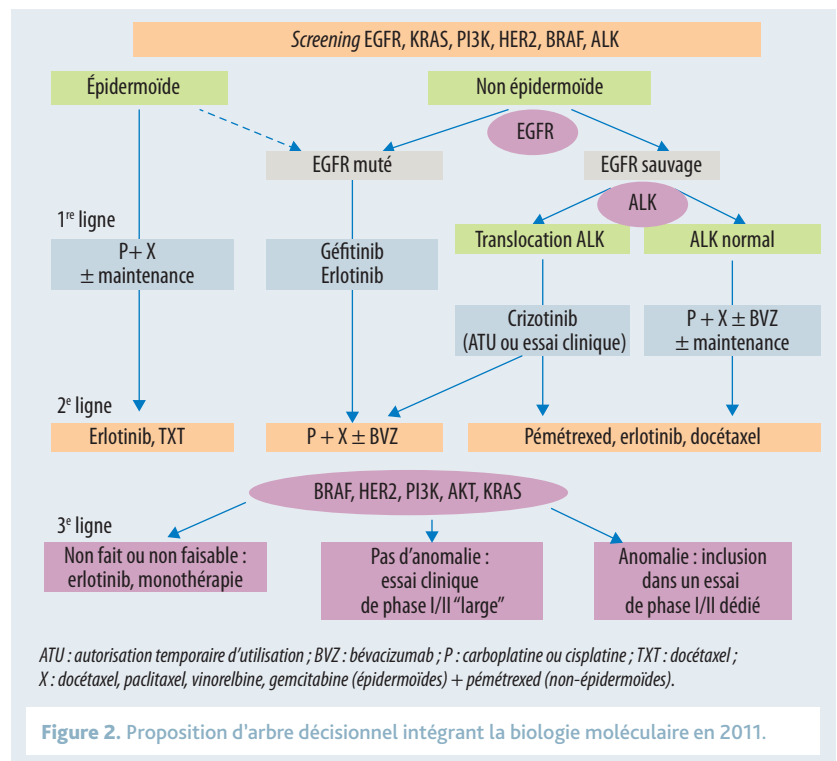 Screening EGFR, KRAS, PI3K, HER2, BRAF, ALK
Épidermoïde
Non épidermoïde
EGFR
EGFR muté
EGFR sauvage
ALK
1re ligne
Translocation ALK
ALK normal
P+ X
± maintenance
Géfitinib
Erlotinib
Crizotinib
(ATU ou essai clinique)
P + X ± BVZ
± maintenance
2e ligne
Erlotinib, TXT
P + X ± BVZ
Pémétrexed, erlotinib, docétaxel
BRAF, HER2, PI3K, AKT, KRAS
3e ligne
Non fait ou non faisable :
erlotinib, monothérapie
Pas d'anomalie :
essai clinique
de phase I/II “large”
Anomalie : inclusion
dans un essai
de phase I/II dédié
ATU : autorisation temporaire d'utilisation ; BVZ : bévacizumab ; P : carboplatine ou cisplatine ; TXT : docétaxel ;
X : docétaxel, paclitaxel, vinorelbine, gemcitabine (épidermoïdes) + pémétrexed (non-épidermoïdes).
Figure 2. Proposition d'arbre décisionnel intégrant la biologie moléculaire en 2011.